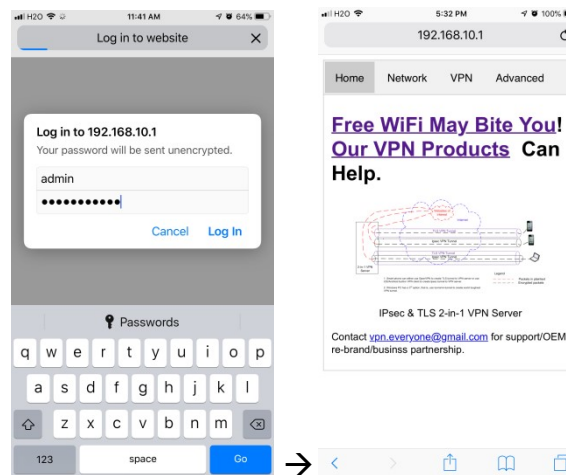 H2O
11:41 AM
64%
Log in to website
Log in to 192.168.10.1
Your password will be sent unencrypted.
admin
•••••••••••
Cancel
Log In
Passwords
q w e r t y u i o p
a s d f g h j k l
z x c v b n m
123
space
Go
→
H2O
5:32 PM
100%
192.168.10.1
Home
Network
VPN
Advanced
Free WiFi May Bite You!
Our VPN Products Can
Help.
IPsec & TLS 2-in-1 VPN Server
Contact vpn.everyone@gmail.com for support/OEM
re-brand/businss partnership.